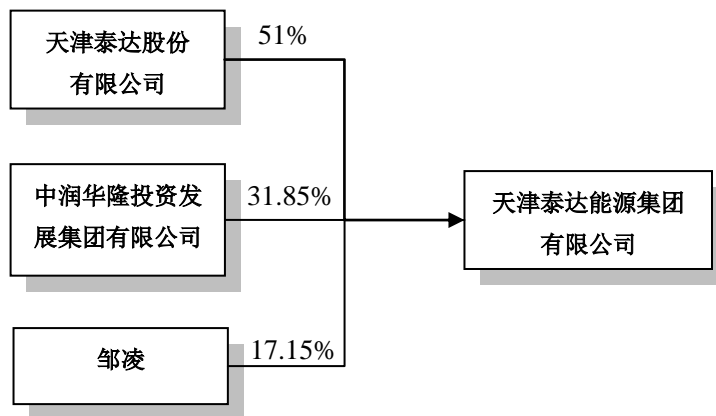 天津泰达股份
有限公司
51%
中润华隆投资发
展集团有限公司
31.85%
天津泰达能源集团
有限公司
邹凌
17.15%